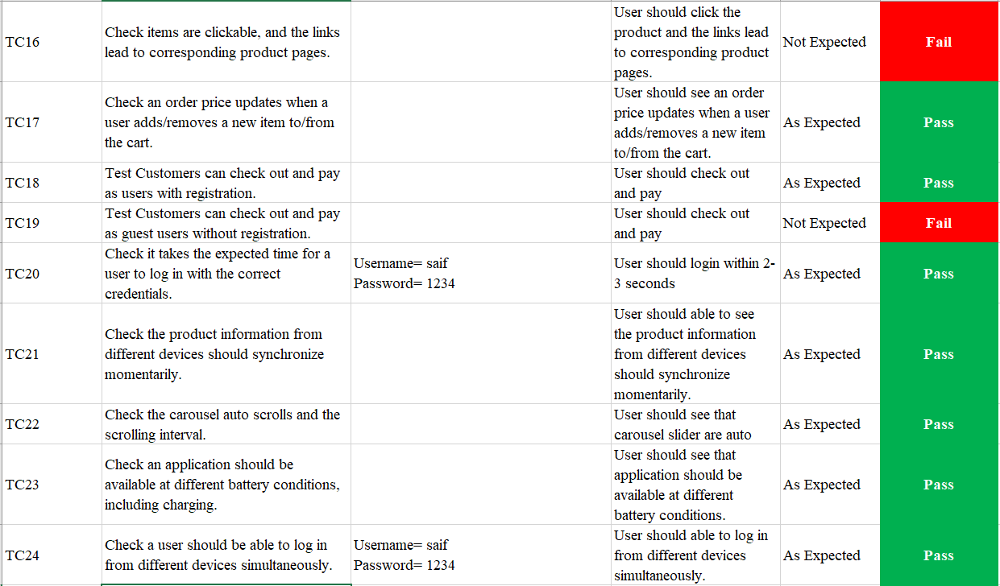 TC16
Check items are clickable, and the links
lead to corresponding product pages.
User should click the
product and the links lead
to corresponding product
pages.
Not Expected
Fail
TC17
Check an order price updates when a
user adds/removes a new item to/from
the cart.
User should see an order
price updates when a user
adds/removes a new item
to/from the cart.
As Expected
Pass
TC18
Test Customers can check out and pay
as users with registration.
User should check out
and pay
As Expected
Pass
TC19
Test Customers can check out and pay
as guest users without registration.
User should check out
and pay
Not Expected
Fail
TC20
Check it takes the expected time for a
user to log in with the correct
credentials.
Username= saif
Password= 1234
User should login within 2-
3 seconds
As Expected
Pass
TC21
Check the product information from
different devices should synchronize
momentarily.
User should able to see
the product information
from different devices
should synchronize
momentarily.
As Expected
Pass
TC22
Check the carousel auto scrolls and the
scrolling interval.
User should see that
carousel slider are auto
As Expected
Pass
TC23
Check an application should be
available at different battery conditions,
including charging.
User should see that
application should be
available at different
battery conditions.
As Expected
Pass
TC24
Check a user should be able to log in
from different devices simultaneously.
Username= saif
Password= 1234
User should able to log in
from different devices
simultaneously.
As Expected
Pass